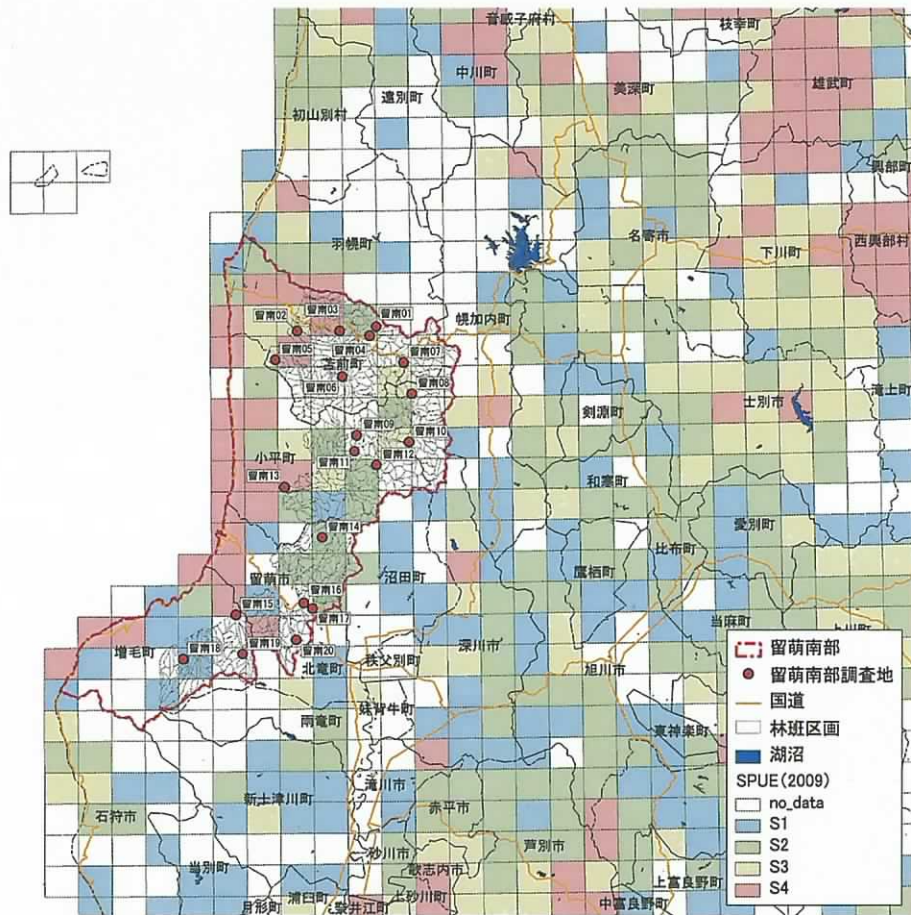 音威子府村
枝幸町
中川町
美深町
雄武町
遠別町
初山別村
興部町
羽幌町
名寄市
下川町
西興部村
留南03
留南01
留南02
幌加内町
留南05
留南04
留南07
苫前町
留南06
留南08
剣淵町
士別市
滝上町
留南09
留南10
小平町
留南11
留南12
留南13
和寒町
愛別町
留南14
比布町
留萌市
沼田町
鷹栖町
留南16
留南15
留南17
当麻町
上川町
増毛町
留南18
留南19
留南20
深川市
北竜町
秩父別町
旭川市
雨竜町
妹背牛町
東神楽町
滝川市
新十津川町
石狩市
赤平市
砂川市
芦別市
歌志内市
当別町
上砂川町
上富良野町
月形町
浦臼町
奈井江町
中富良野町
留萌南部
留萌南部調査地
国道
林班区画
湖沼
SPUE(2009)
no_data
S1
S2
S3
S4